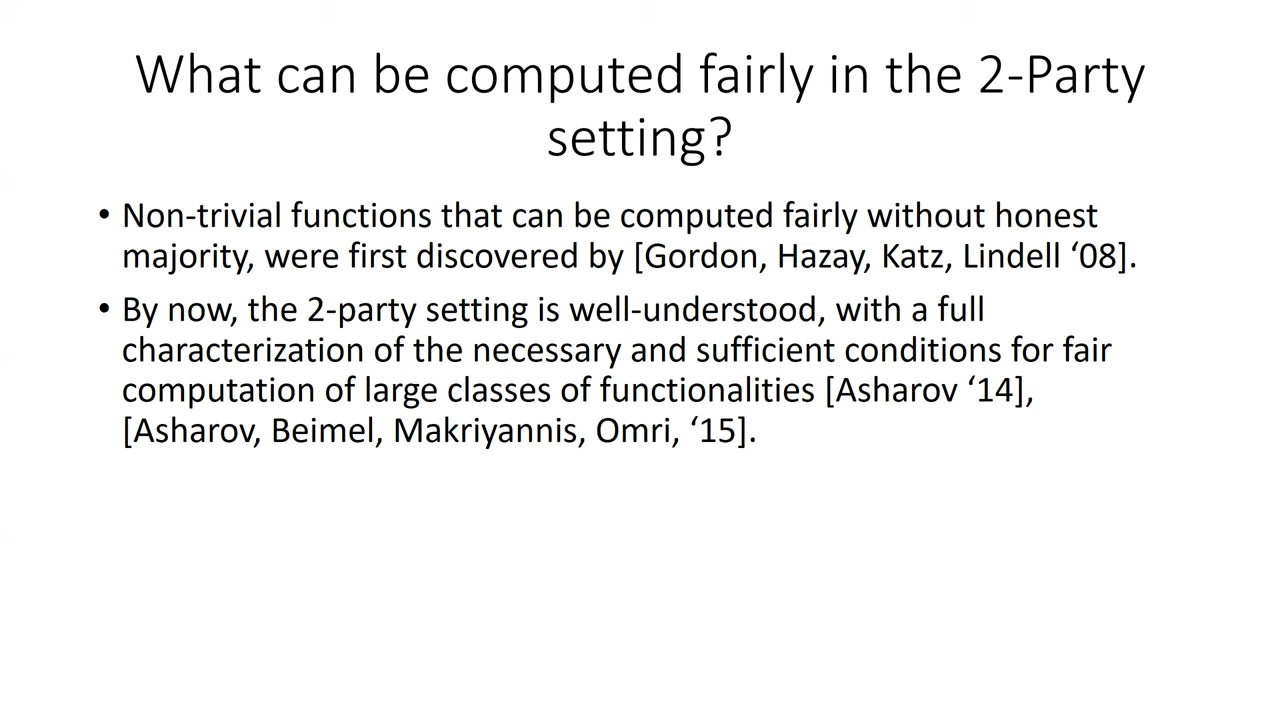 What can be computed fairly in the 2-Party
setting?
• Non-trivial functions that can be computed fairly without honest
majority, were first discovered by [Gordon, Hazay, Katz, Lindell ‘08].
• By now, the 2-party setting is well-understood, with a full
characterization of the necessary and sufficient conditions for fair
computation of large classes of functionalities [Asharov ‘14],
[Asharov, Beimel, Makriyannis, Omri, ‘15].